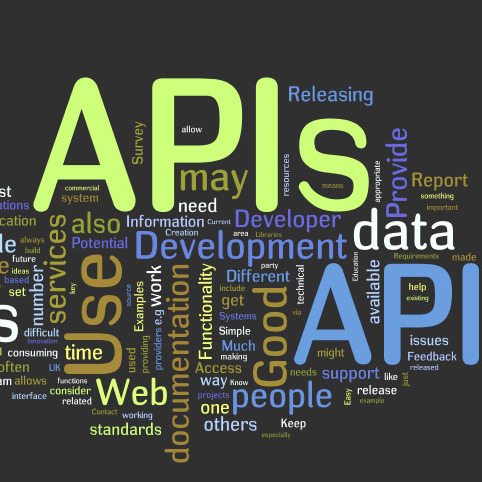 APIs
Releasing
Survey
allow
may
commercial
system
need
resources
means
appropriate
Provide
Report
something
important
also
Information
Current
Developer
data
Potential
Creation
area
Libraries
Development
services
always
build
future
ideas
based
set
number
key
Use
source
Examples
e.g
work
providers
providing
used
documentation
Functionality
Different
party
include
get
Systems
Simple
Much
making
Access
way
Know
projects
one
others
Good
technical
via
Education
available
Requirements
made
API
help
existing
issues
Feedback
released
might
needs
support
like
just
people
Easy
release
example
Keep
especially
difficult
Innovation
consuming
time
often
UK
allows
functions
consider
related
interface
Web
Contact
working
standards